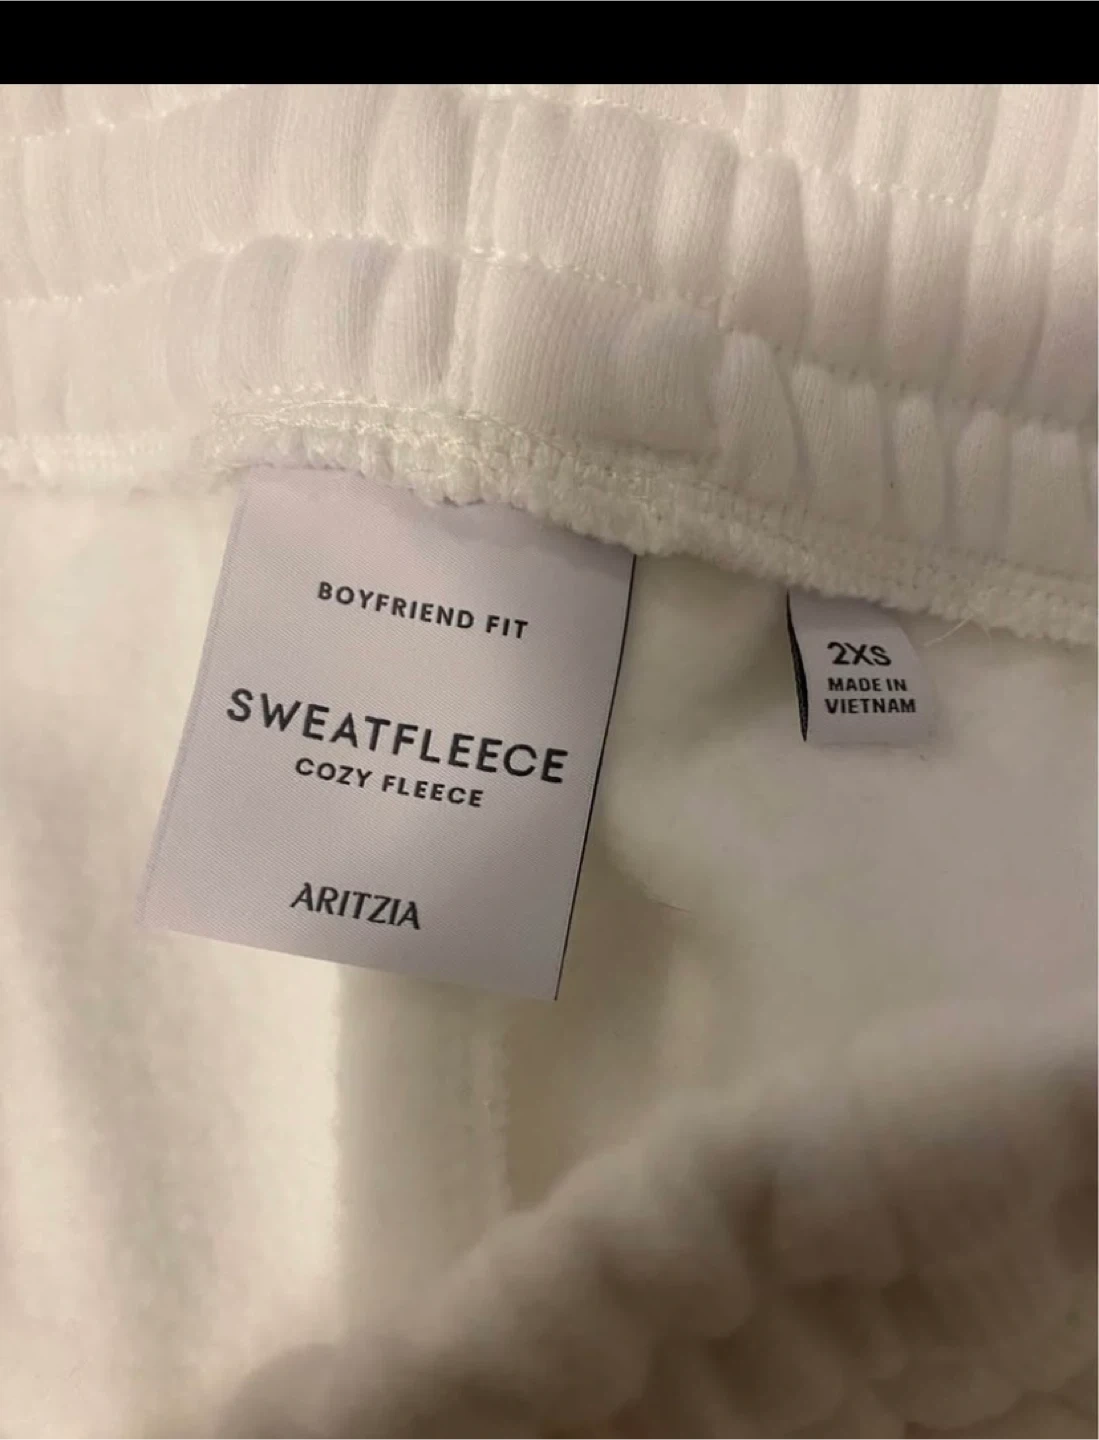 BOYFRIEND FIT
SWEATFLEECE
COZY FLEECE
ARITZIA
2XS
MADE IN
VIETNAM